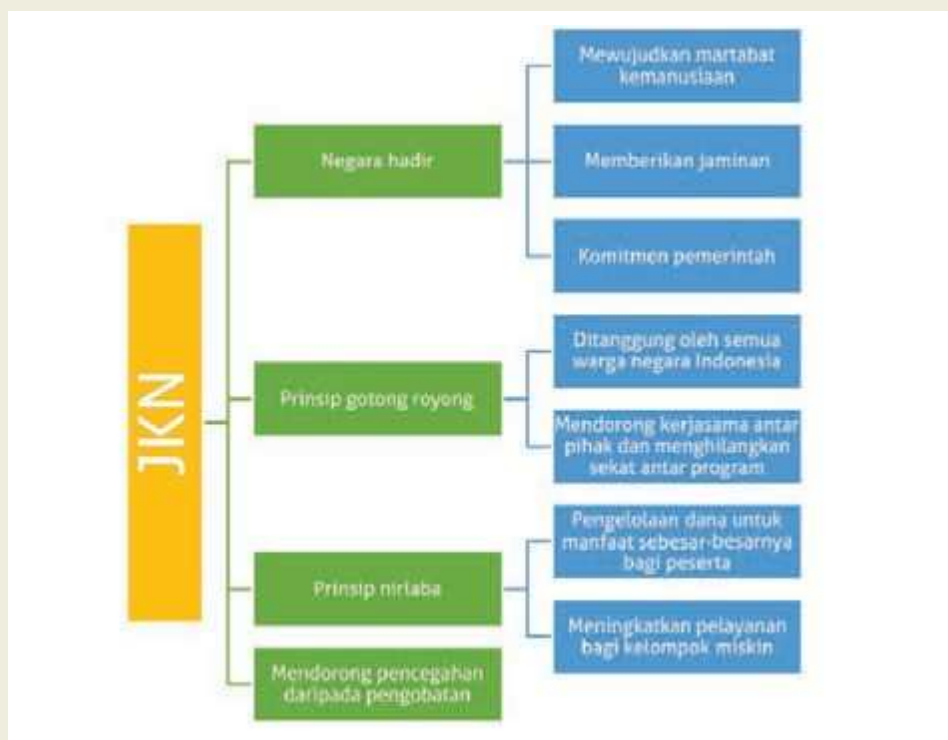 JKN
Negara hadir
Mewujudkan martabat
kemanusiaan
Memberikan jaminan
Komitmen pemerintah
Prinsip gotong royong
Ditanggung oleh semua
warga negara Indonesia
Mendorong kerjasama antar
pihak dan menghilangkan
sekat antar program
Prinsip nirlaba
Pengelolaan dana untuk
manfaat sebesar-besarnya
bagi peserta
Meningkatkan pelayanan
bagi kelompok miskin
Mendorong pencegahan
daripada pengobatan